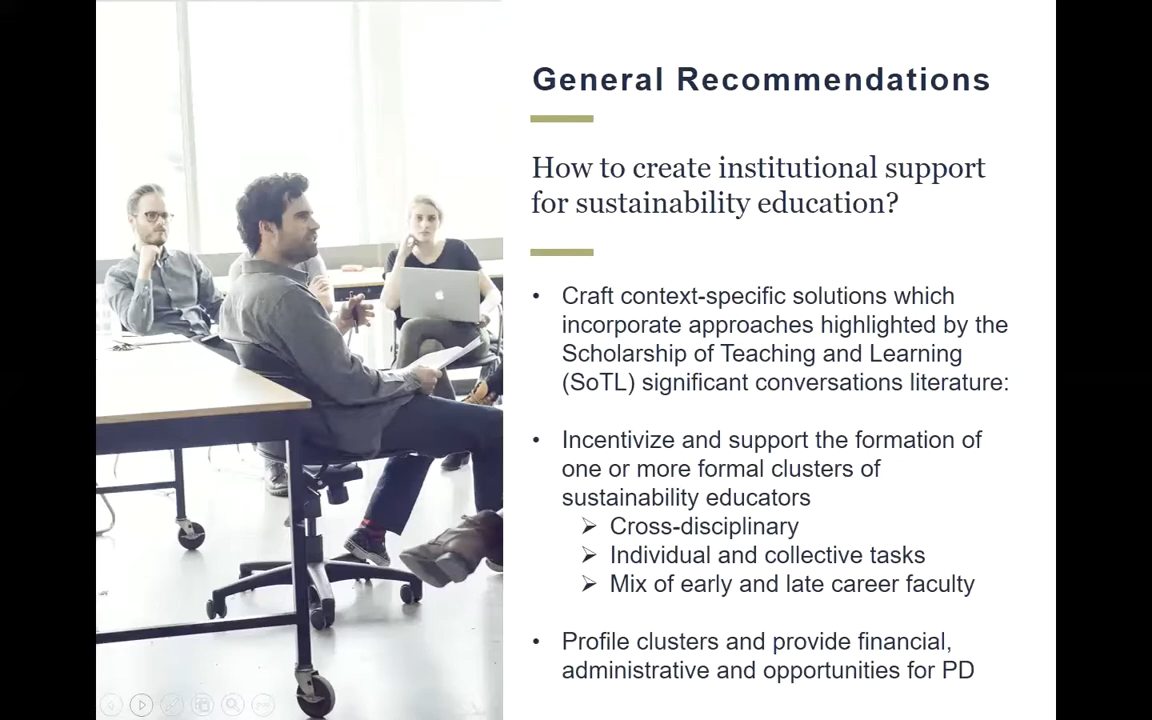 General Recommendations
How to create institutional support
for sustainability education?
• Craft context-specific solutions which
incorporate approaches highlighted by the
Scholarship of Teaching and Learning
(SoTL) significant conversations literature:
• Incentivize and support the formation of
one or more formal clusters of
sustainability educators
➢ Cross-disciplinary
➢ Individual and collective tasks
➢ Mix of early and late career faculty
• Profile clusters and provide financial,
administrative and opportunities for PD